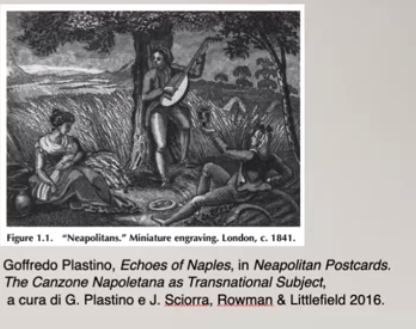 Figure 1.1. "Neapolitans." Miniature engraving. London, c. 1841.
Goffredo Plastino, Echoes of Naples, in Neapolitan Postcards.
The Canzone Napoletana as Transnational Subject,
a cura di G. Plastino e J. Sciorra, Rowman & Littlefield 2016.